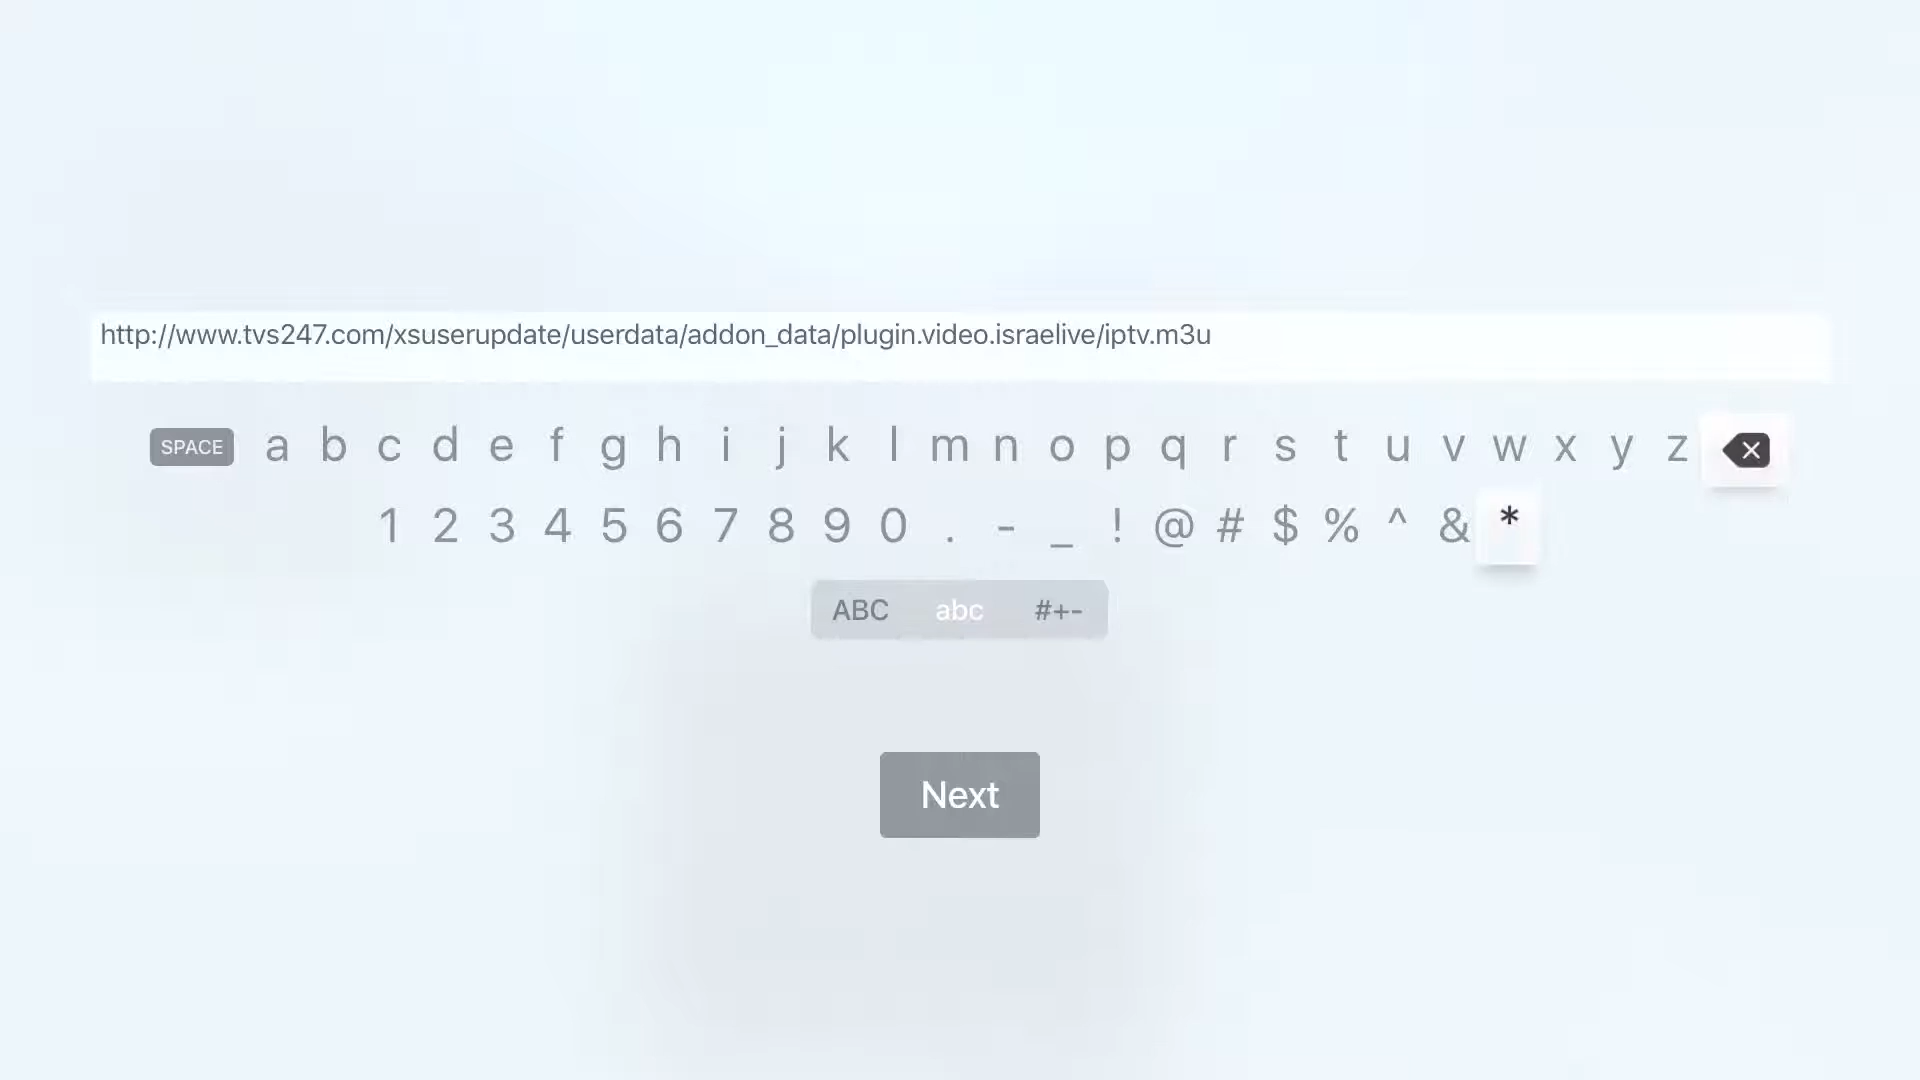 http://www.tvs247.com/xsuserupdate/userdata/addon_data/plugin.video.israelive/iptv.m3u
SPACE a b c d e f g h i j k l m n o p q r s t u v w x y z
1 2 3 4 5 6 7 8 9 0 . - _ ! @ # $ % ^ & *
ABC abc #+-
Next